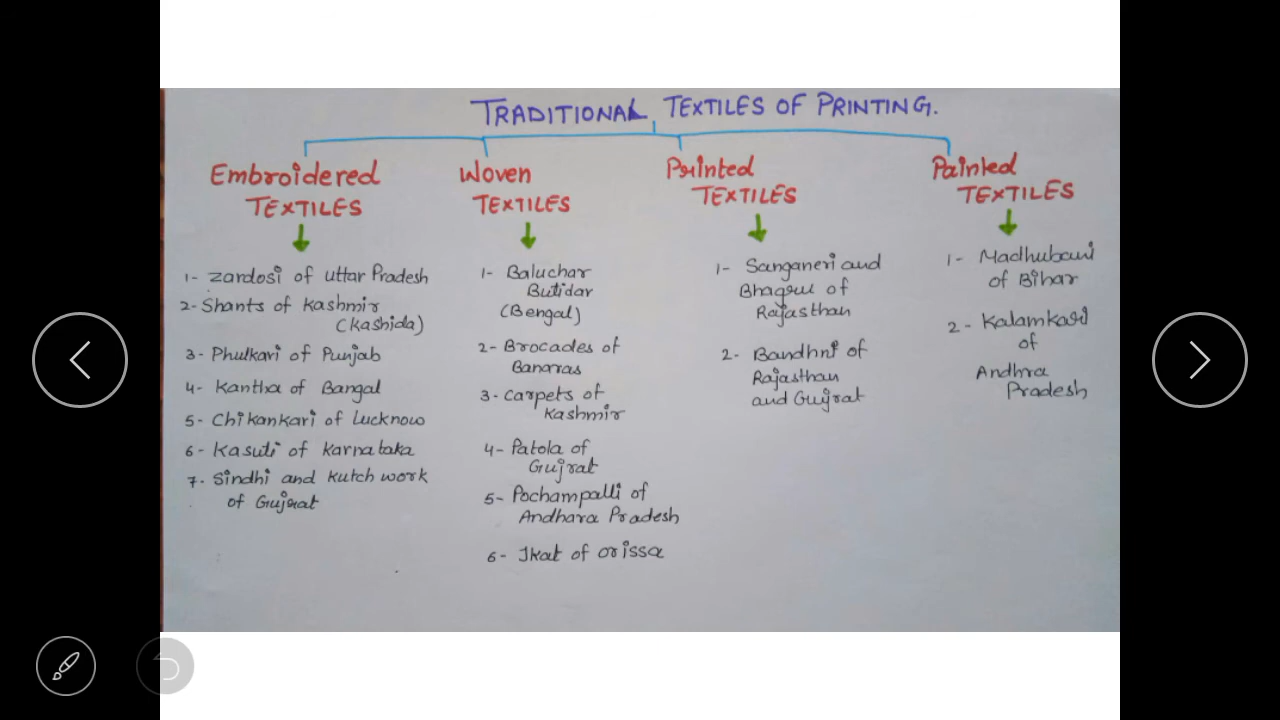 TRADITIONAL TEXTILES OF PRINTING.
Embroidered
TEXTILES
1- Zardosi of uttar Pradesh
2- Shants of Kashmir
(Kashida)
3- Phulkari of Punjab
4- Kantha of Bangal
5- Chikankari of Lucknow
6- Kasuti of Karnataka
7- Sindhi and Kutch work
of Gujrat
Woven
TEXTILES
1- Baluchar
Butidar
(Bengal)
2- Brocades of
Banaras
3- Carpets of
Kashmir
4- Patola of
Gujrat
5- Pochampalli of
Andhara Pradesh
6- Ikat of orissa
Printed
TEXTILES
1- Sanganeri and
Bhagru of
Rajasthan
2- Bandhni of
Rajasthan
and Gujrat
Painted
TEXTILES
1- Madhubani
of Bihar
2- Kalamkari
of
Andhra
Pradesh